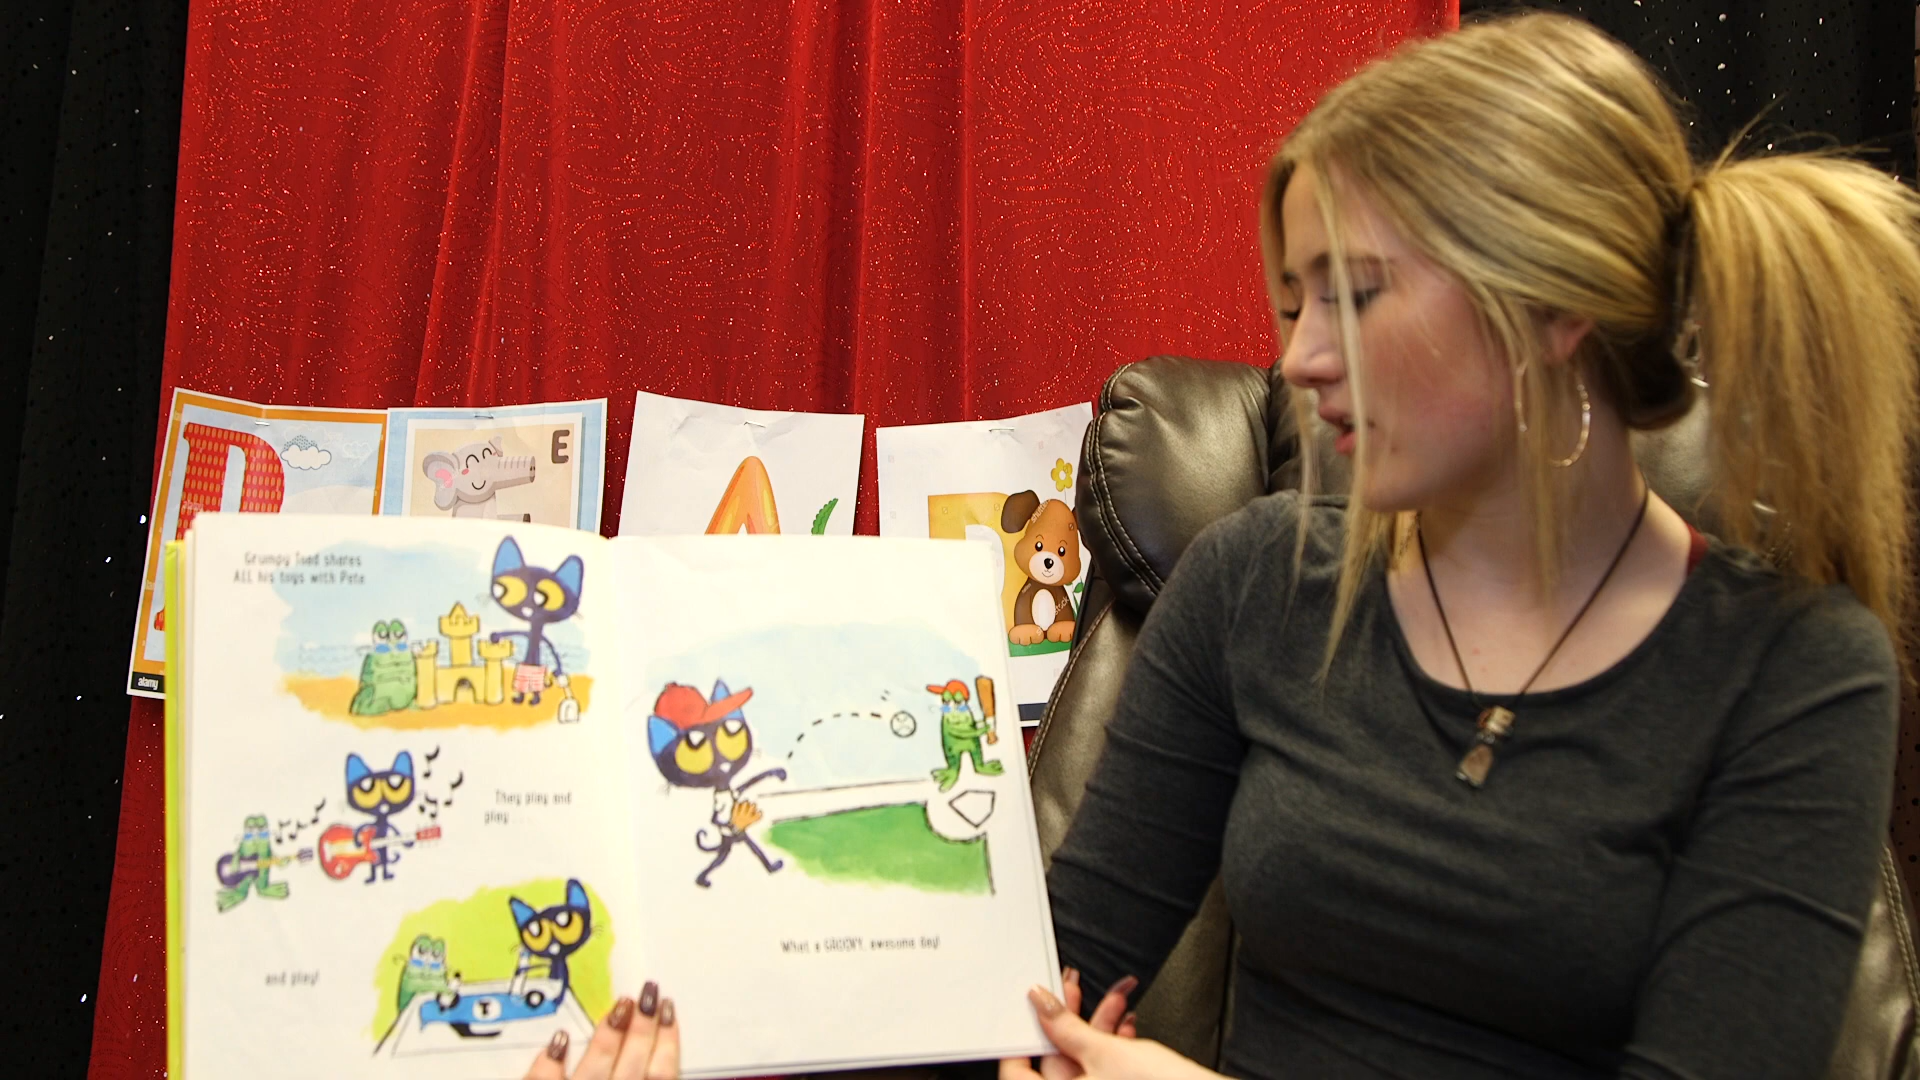 R
E
A
D
alamy
Grumpy Toad shares
ALL his toys with Pete
They play and
play . . .
and play!
T
What a GROOVY, awesome day!